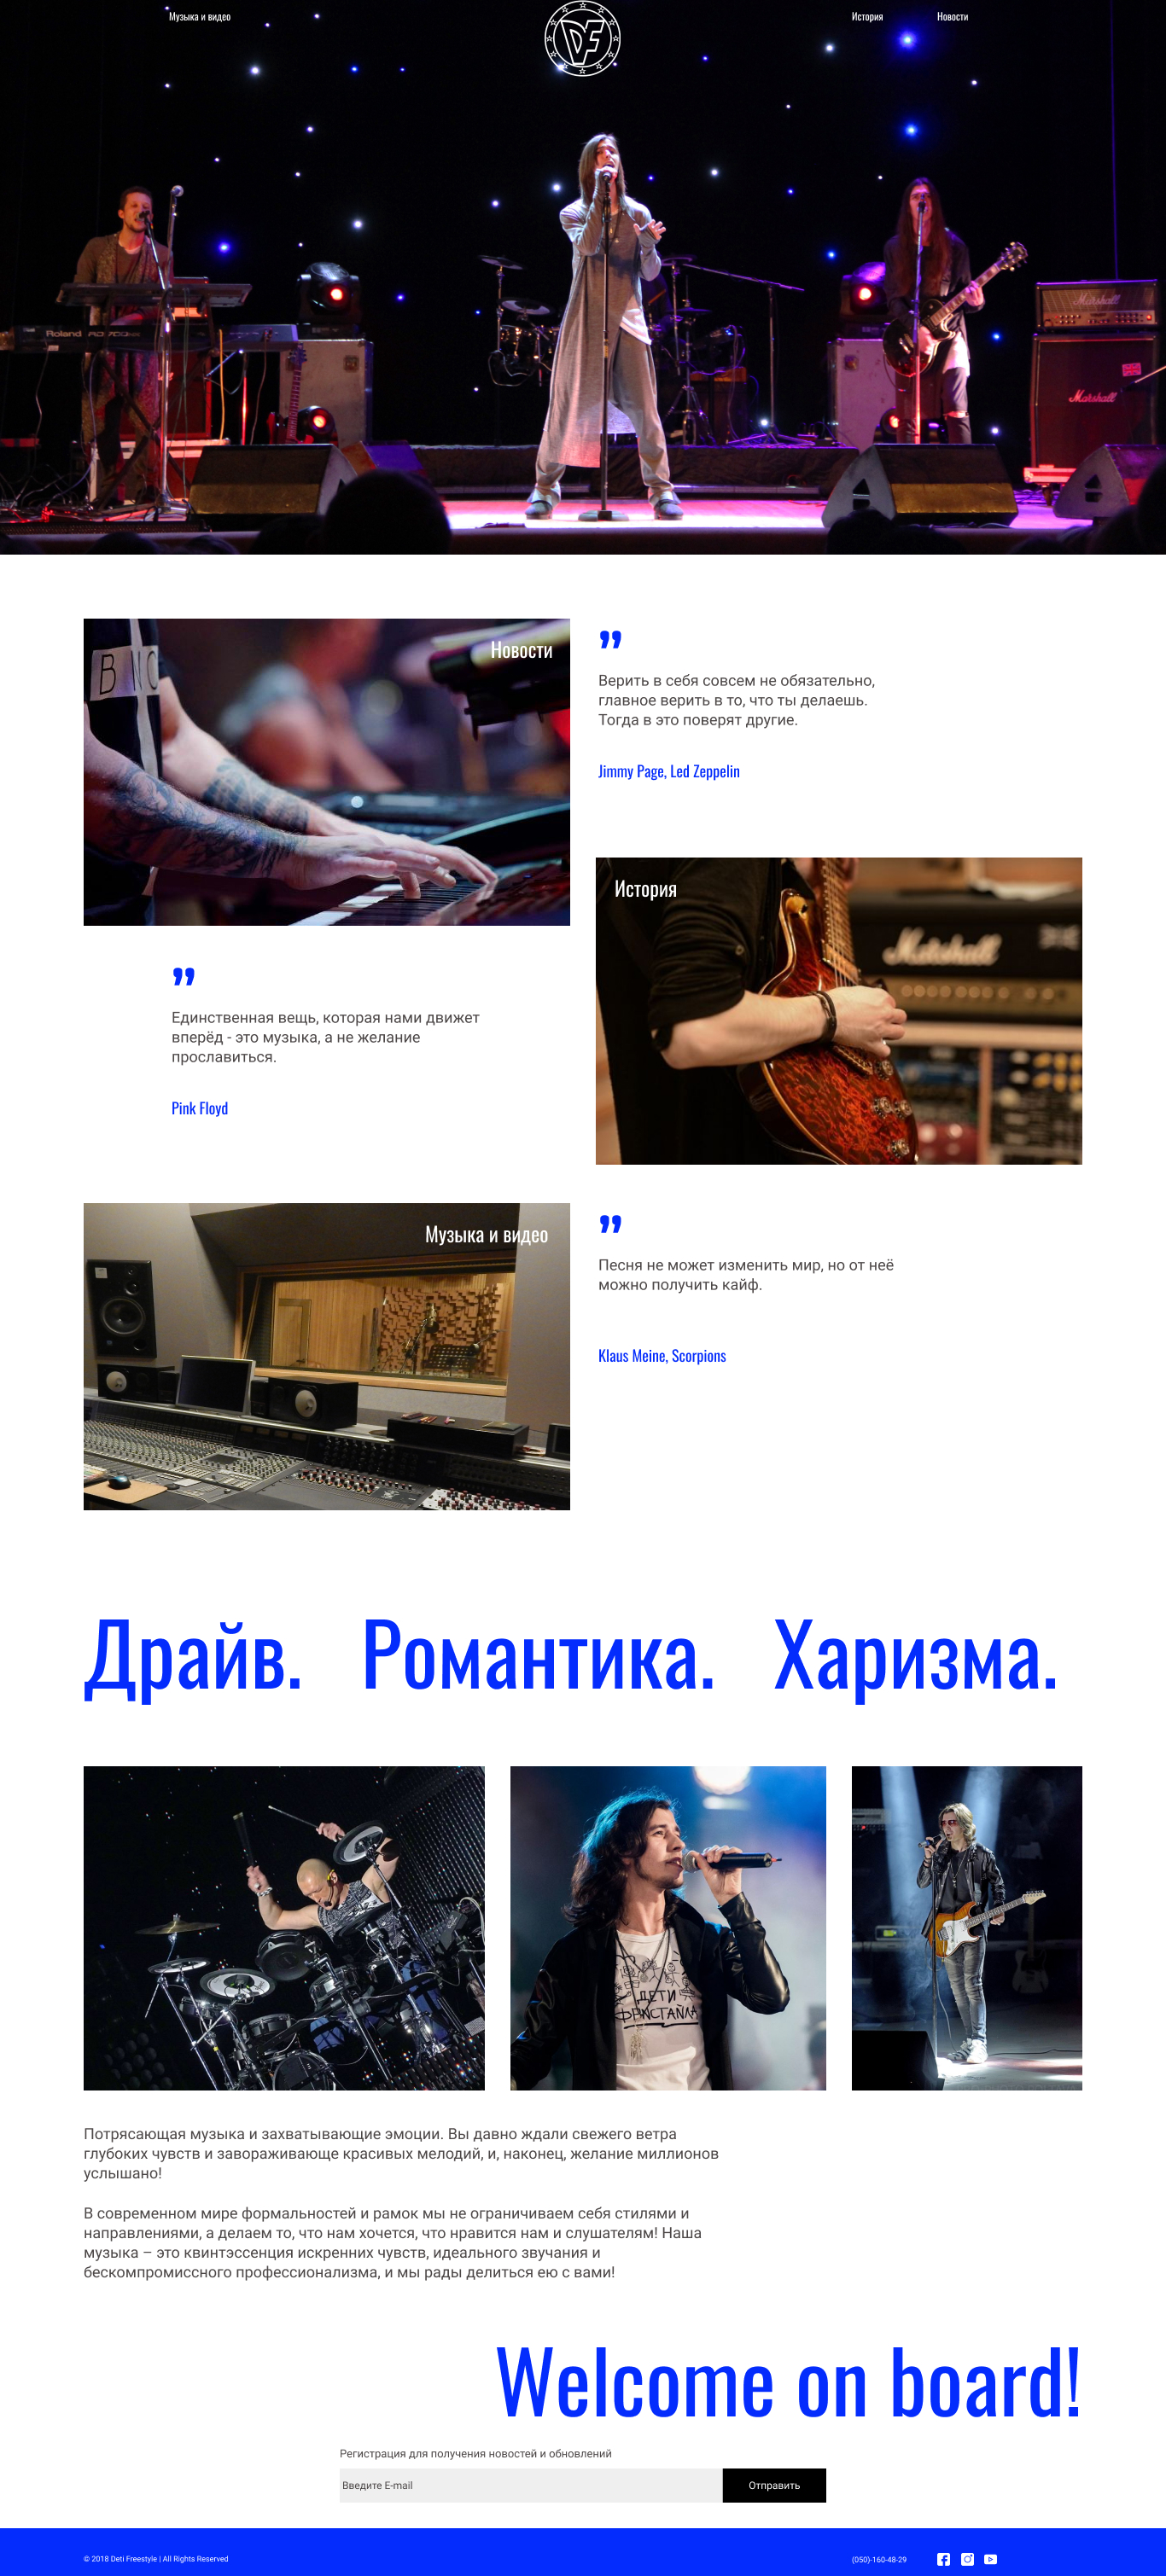 Музыка и видео
DF
История
Новости
Roland RD 700
Marshall
Marshall
Новости
”
Верить в себя совсем не обязательно,
главное верить в то, что ты делаешь.
Тогда в это поверят другие.
Jimmy Page, Led Zeppelin
История
Marshall
”
Единственная вещь, которая нами движет
вперёд - это музыка, а не желание
прославиться.
Pink Floyd
Музыка и видео
”
Песня не может изменить мир, но от неё
можно получить кайф.
Klaus Meine, Scorpions
Драйв. Романтика. Харизма.
ДЕТИ
ФРИСТАЙЛА
Потрясающая музыка и захватывающие эмоции. Вы давно ждали свежего ветра
глубоких чувств и завораживающе красивых мелодий, и, наконец, желание миллионов
услышано!
В современном мире формальностей и рамок мы не ограничиваем себя стилями и
направлениями, а делаем то, что нам хочется, что нравится нам и слушателям! Наша
музыка – это квинтэссенция искренних чувств, идеального звучания и
бескомпромиссного профессионализма, и мы рады делиться ею с вами!
Welcome on board!
Регистрация для получения новостей и обновлений
Введите E-mail
Отправить
© 2018 Deti Freestyle | All Rights Reserved
(050)-160-48-29